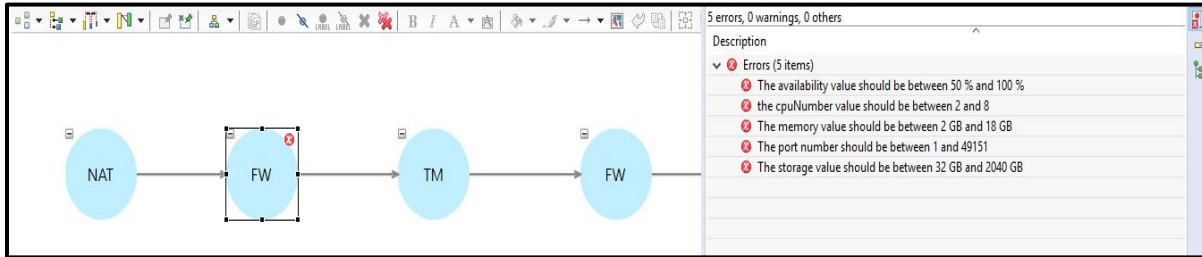 LABEL LABEL B I A
5 errors, 0 warnings, 0 others
Description
Errors (5 items)
The availability value should be between 50 % and 100 %
the cpuNumber value should be between 2 and 8
The memory value should be between 2 GB and 18 GB
The port number should be between 1 and 49151
The storage value should be between 32 GB and 2040 GB
NAT
FW
TM
FW